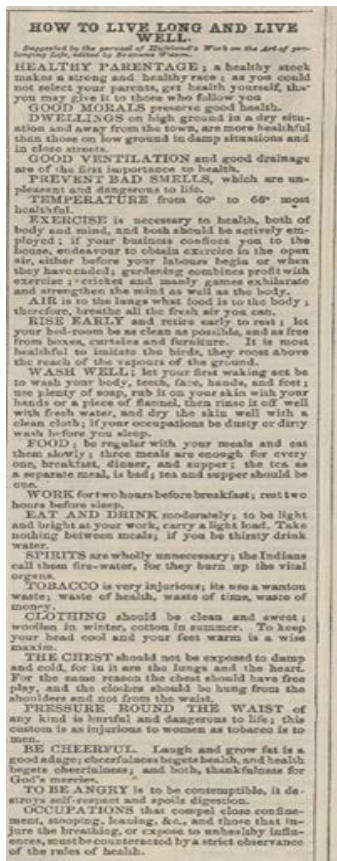 HOW TO LIVE LONG AND LIVE
WELL.
Suggested by the perusal of Hufeland's Work on the Art of pro-
longing Life, edited by Erasmus Wilson.
HEALTHY PARENTAGE; a healthy stock
makes a strong and healthy race; as you could
not select your parents, get health yourself, tha
you may give it to those who follow you
GOOD MORALS preserve good health.
DWELLINGS on high ground in a dry situ-
ation and away from the town, are more healthful
than those on low ground in damp situations and
in close streets.
GOOD VENTILATION and good drainage
are of the first importance to health.
PREVENT BAD SMELLS, which are un-
pleasant and dangerous to life.
TEMPERATURE from 60° to 65° most
healthful.
EXERCISE is necessary to health, both of
body and mind, and both should be actively em-
ployed; if your business confines you to the
house, endeavour to obtain exercise in the open
air, either before your labours begin or when
they have ended; gardening combines profit with
exercise; cricket and manly games exhilarate
and strengthen the mind as well as the body.
AIR is to the lungs what food is to the body;
therefore, breathe all the fresh air you can.
RISE EARLY and retire early to rest; let
your bed-room be as clean as possible, and as free
from boxes, curtains and furniture. It is most
healthful to imitate the birds, they roost above
the reach of the vapours of the ground.
WASH WELL; let your first waking act be
to wash your body, teeth, face, hands, and feet;
use plenty of soap, rub it on your skin with your
hands or a piece of flannel, then rinse it off well
with fresh water, and dry the skin well with a
clean cloth; if your occupations be dusty or dirty
wash before you sleep.
FOOD; be regular with your meals and eat
them slowly; three meals are enough for every
one, breakfast, dinner, and supper; the tea as
a separate meal, is bad; tea and supper should be
one.
WORK for two hours before breakfast; rest two
hours before sleep.
EAT AND DRINK moderately; to be light
and bright at your work, carry a light load. Take
nothing between meals; if you be thirsty drink
water.
SPIRITS are wholly unnecessary; the Indians
call them fire-water, for they burn up the vital
organs.
TOBACCO is very injurious; its use a wanton
waste; waste of health, waste of time, waste of
money.
CLOTHING should be clean and sweet;
woollen in winter, cotton in summer. To keep
your head cool and your feet warm is a wise
maxim.
THE CHEST should not be exposed to damp
and cold, for in it are the lungs and the heart.
For the same reason the chest should have free
play, and the clothes should be hung from the
shoulders and not from the waist.
PRESSURE ROUND THE WAIST of
any kind is hurtful and dangerous to life; this
custom is as injurious to women as tobacco is to
men.
BE CHEERFUL. Laugh and grow fat is a
good adage; cheerfulness begets health, and health
begets cheerfulness; and both, thankfulness for
God's mercies.
TO BE ANGRY is to be contemptible, it de-
stroys self-respect and spoils digestion.
OCCUPATIONS that compel close confine-
ment, stooping, leaning, &c., and those that in-
jure the breathing, or expose to unhealthy influ-
ences, must be counteracted by a strict observance
of the rules of health.